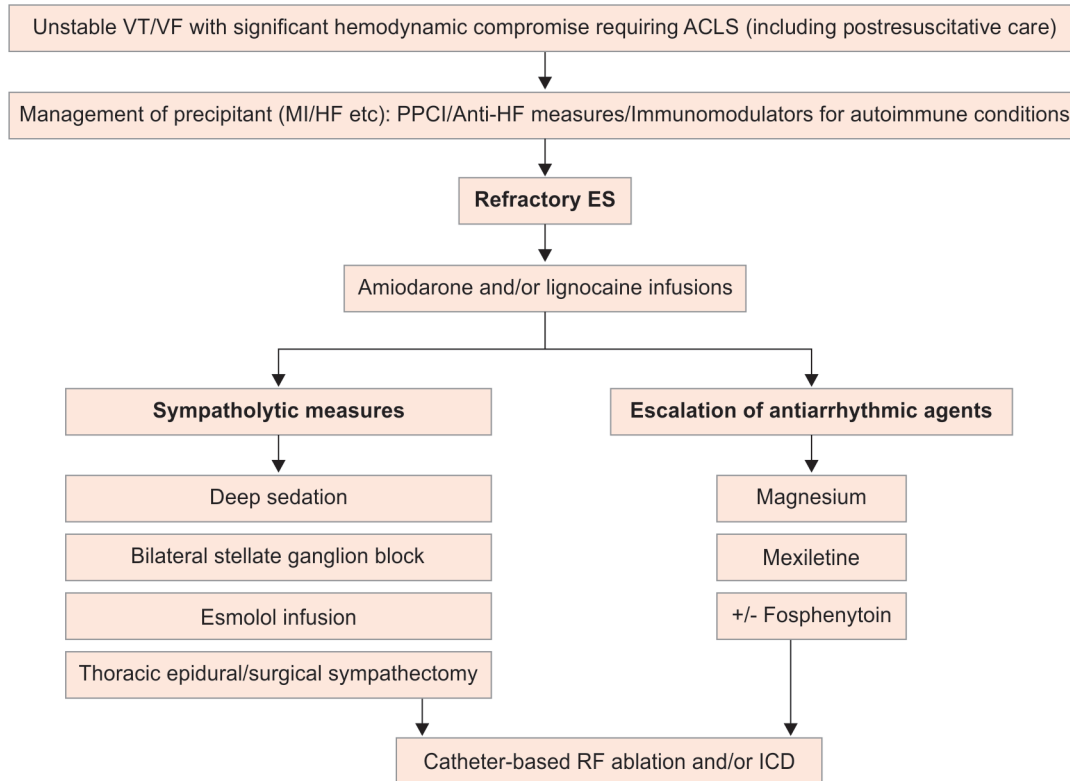 Unstable VT/VF with significant hemodynamic compromise requiring ACLS (including postresuscitative care)
Management of precipitant (MI/HF etc): PPCI/Anti-HF measures/Immunomodulators for autoimmune conditions
Refractory ES
Amiodarone and/or lignocaine infusions
Sympatholytic measures
Deep sedation
Bilateral stellate ganglion block
Esmolol infusion
Thoracic epidural/surgical sympathectomy
Escalation of antiarrhythmic agents
Magnesium
Mexiletine
+/- Fosphenytoin
Catheter-based RF ablation and/or ICD